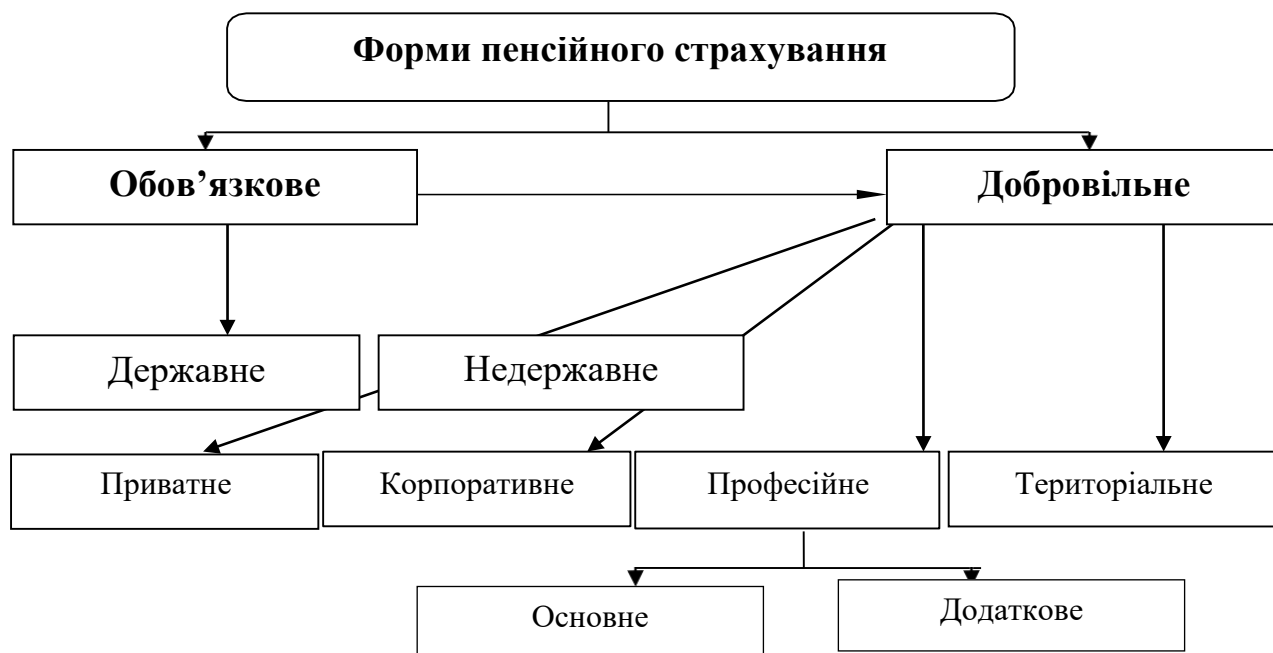 Форми пенсійного страхування
Обов’язкове
Добровільне
Державне
Недержавне
Приватне
Корпоративне
Професійне
Територіальне
Основне
Додаткове